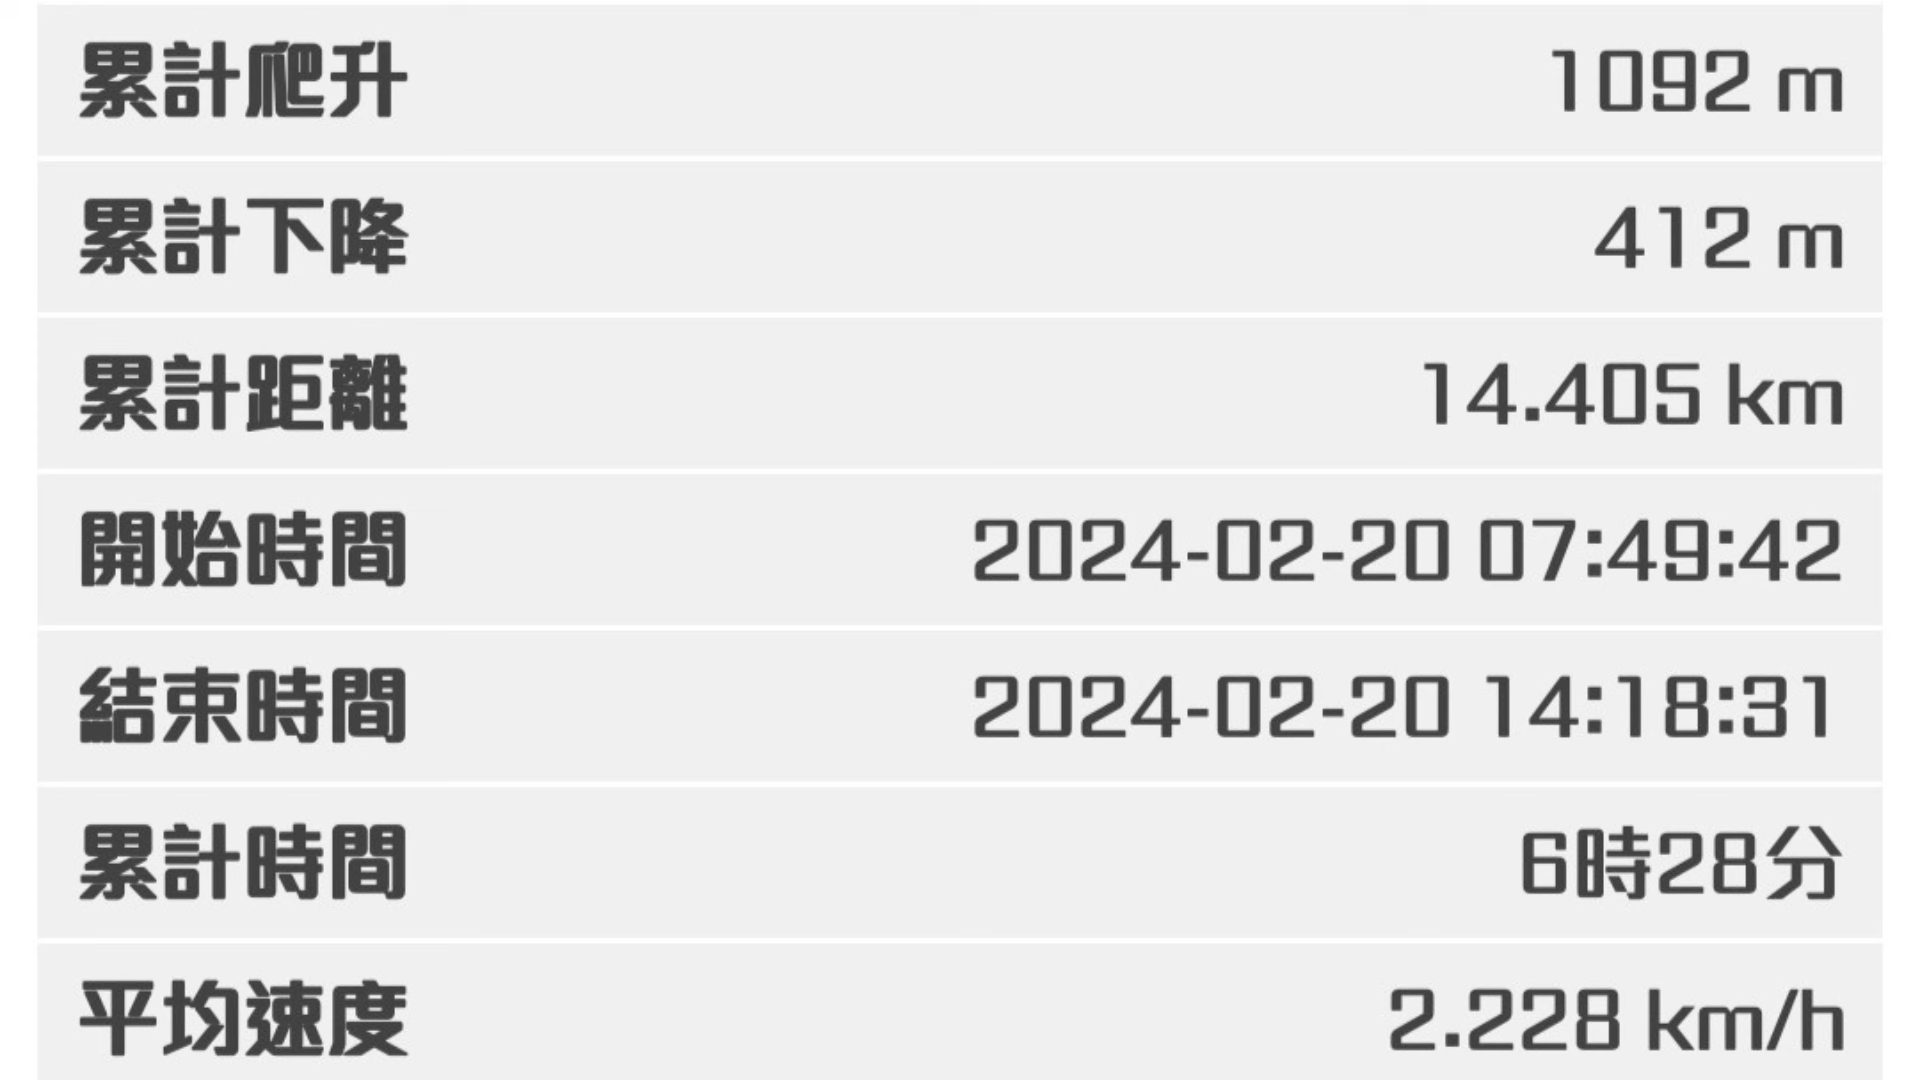 累計爬升 1092 m
累計下降 412 m
累計距離 14.405 km
開始時間 2024-02-20 07:49:42
結束時間 2024-02-20 14:18:31
累計時間 6時28分
平均速度 2.228 km/h